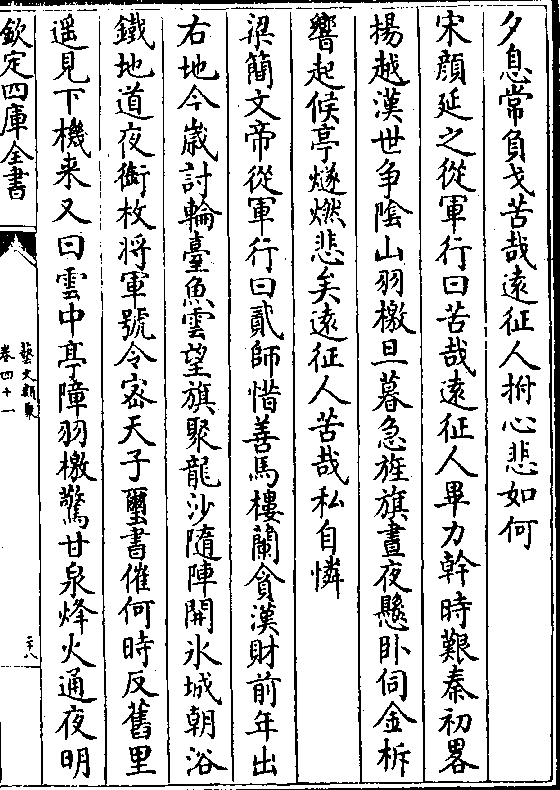 夕息常負戈苦哉遠征人拊心悲如何
宋顔延之從軍行曰苦哉遠征人畢力幹時艱秦初畧
揚越漢世争陰山羽檄旦暮急旌旗晝夜懸卧伺金柝
響起候亭燧燃悲矣遠征人苦哉私自憐
梁簡文帝從軍行曰貳師惜善馬樓蘭貪漢財前年出
右地今歳討輪臺魚雲望旗聚龍沙隨陣開氷城朝浴
鐵地道夜銜枚将軍號令密天子璽書催何時反舊里
遥見下機来又曰雲中亭障羽檄驚甘泉烽火通夜明
欽定四庫全書
藝文類聚
卷四十一
二十八